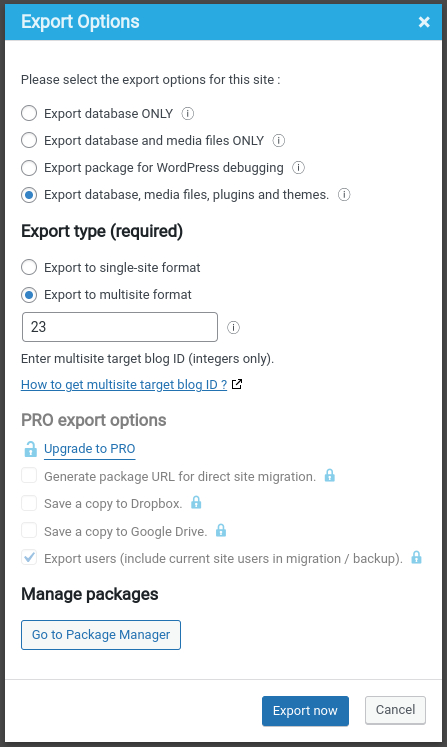 Export Options
Please select the export options for this site :
Export database ONLY
Export database and media files ONLY
Export package for WordPress debugging
Export database, media files, plugins and themes.
Export type (required)
Export to single-site format
Export to multisite format
23
Enter multisite target blog ID (integers only).
How to get multisite target blog ID ?
PRO export options
Upgrade to PRO
Generate package URL for direct site migration.
Save a copy to Dropbox.
Save a copy to Google Drive.
Export users (include current site users in migration / backup).
Manage packages
Go to Package Manager
Export now
Cancel